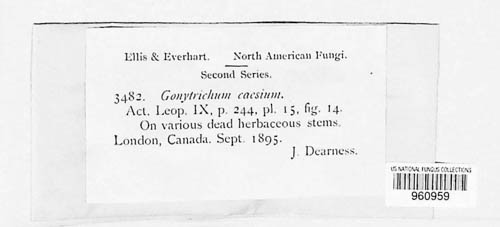 Ellis & Everhart. North American Fungi.
Second Series.
3482. Gonytrichum caesium.
Act. Leop. IX, p. 244, pl. 15, fig. 14.
On various dead herbaceous stems.
London, Canada. Sept. 1895.
J. Dearness.
US NATIONAL FUNGUS COLLECTIONS
960959